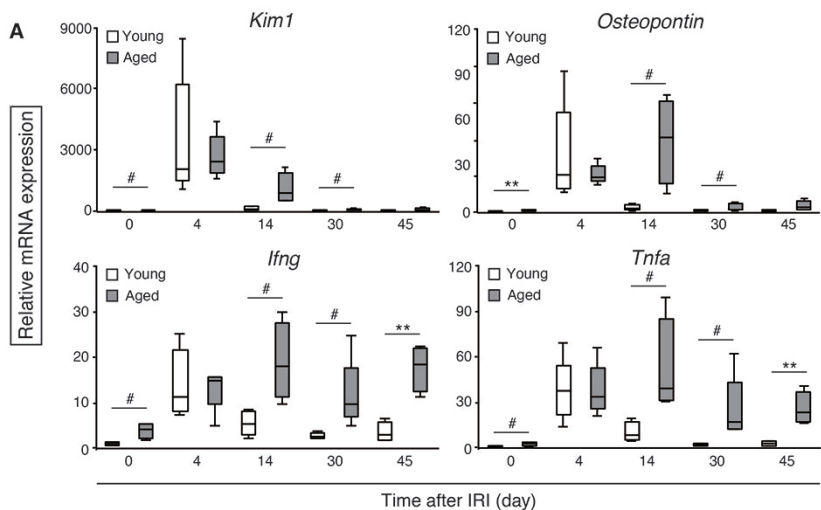 A
Relative mRNA expression
Kim1
9000
6000
3000
0
Young
Aged
#
#
#
0 4 14 30 45
Osteopontin
120
90
60
30
0
Young
Aged
**
#
#
0 4 14 30 45
Ifng
40
30
20
10
0
Young
Aged
#
#
#
**
0 4 14 30 45
Tnfa
120
90
60
30
0
Young
Aged
#
#
#
**
0 4 14 30 45
Time after IRI (day)